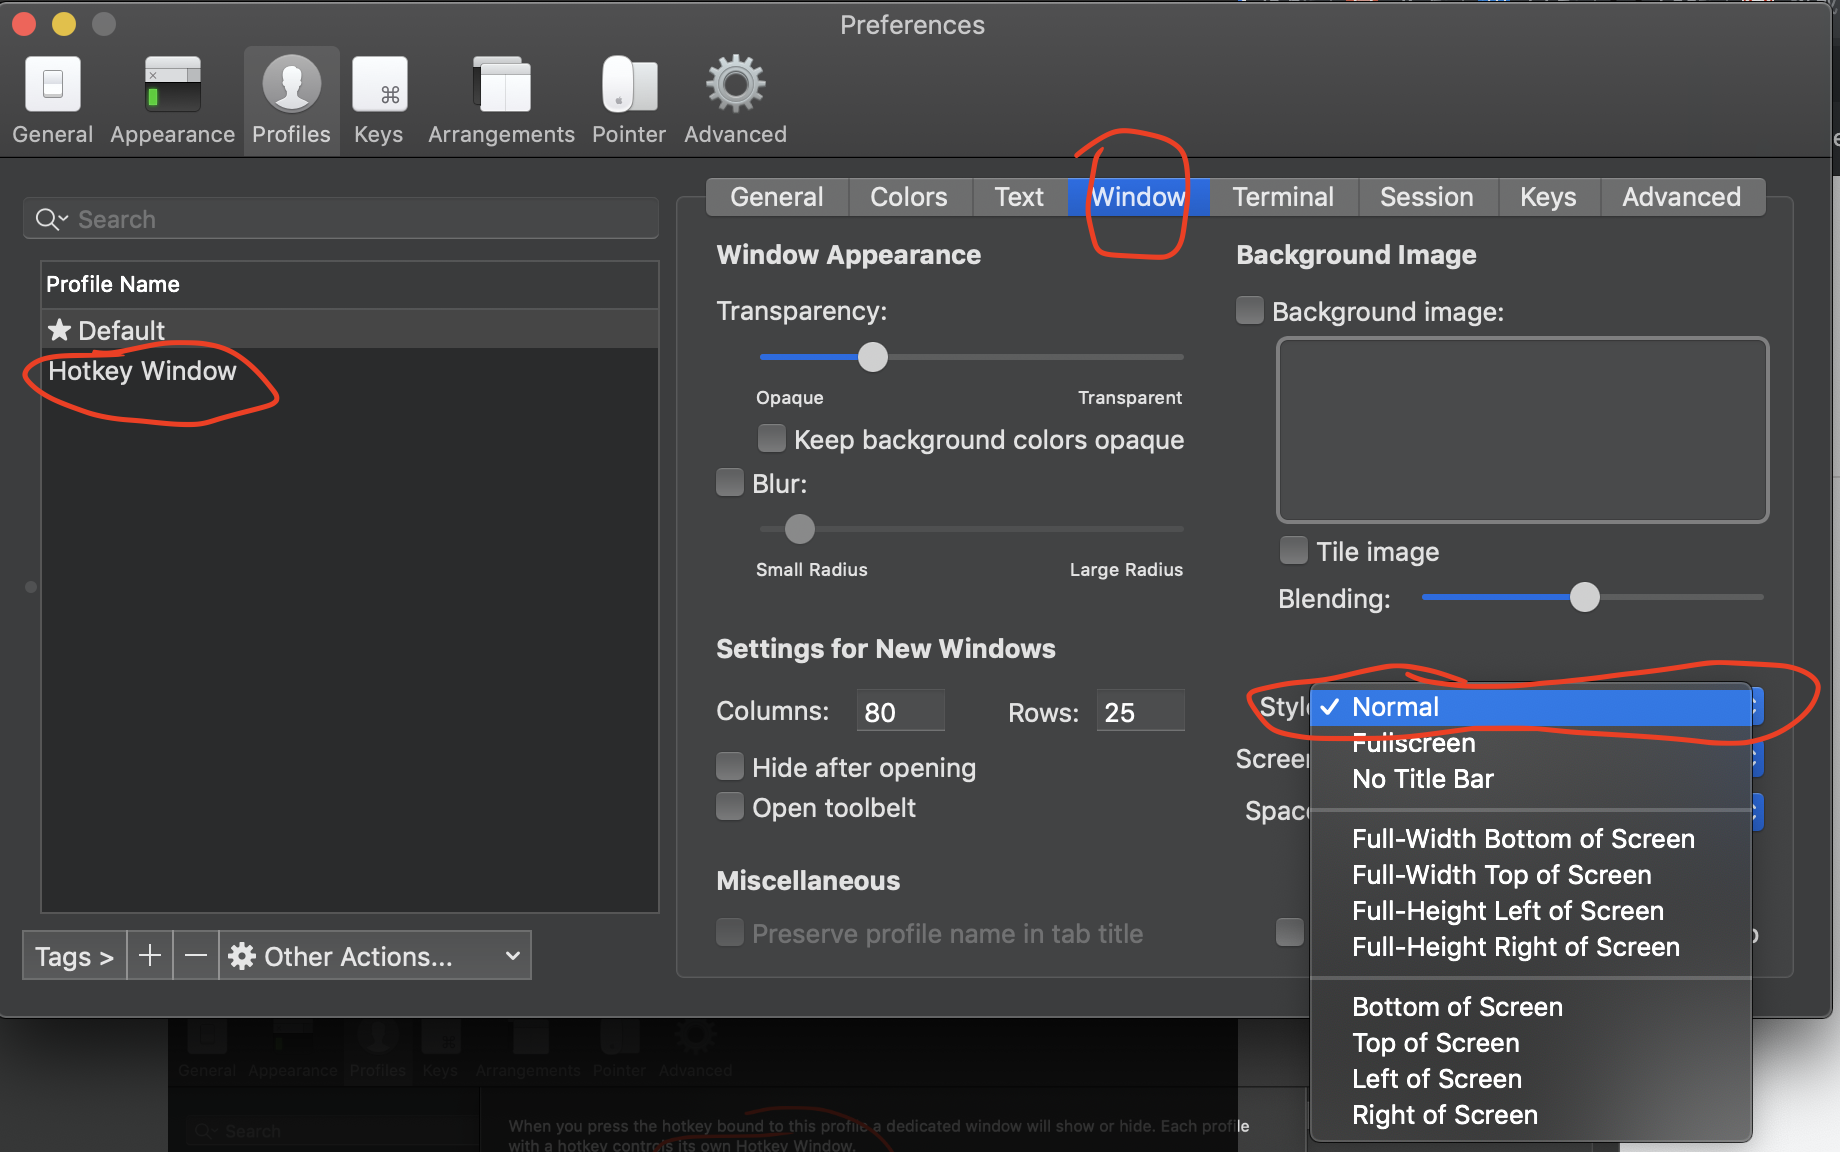 Preferences
General Appearance Profiles Keys Arrangements Pointer Advanced
⌘
General Colors Text Window Terminal Session Keys Advanced
Search
Profile Name
★ Default
Hotkey Window
Tags > + — Other Actions...
Window Appearance
Transparency:
Opaque Transparent
Keep background colors opaque
Blur:
Small Radius Large Radius
Background Image
Background image:
Tile image
Blending:
Settings for New Windows
Columns: 80 Rows: 25
Hide after opening
Open toolbelt
Style
Screen
Space
✓ Normal
Fullscreen
No Title Bar
Full-Width Bottom of Screen
Full-Width Top of Screen
Full-Height Left of Screen
Full-Height Right of Screen
Bottom of Screen
Top of Screen
Left of Screen
Right of Screen
Miscellaneous
Preserve profile name in tab title
General Appearance Profiles Keys Arrangements Pointer Advanced
Search
When you press the hotkey bound to this profile a dedicated window will show or hide. Each profile
with a hotkey controls its own Hotkey Window.